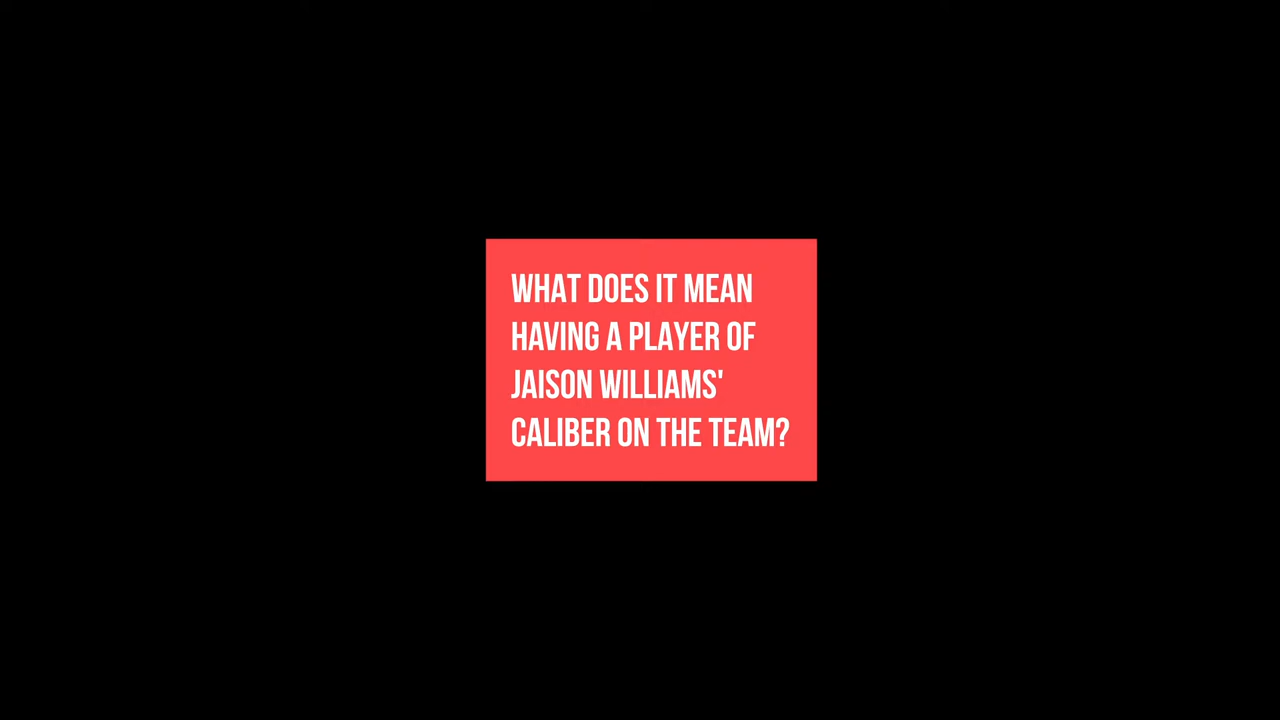 WHAT DOES IT MEAN
HAVING A PLAYER OF
JAISON WILLIAMS'
CALIBER ON THE TEAM?